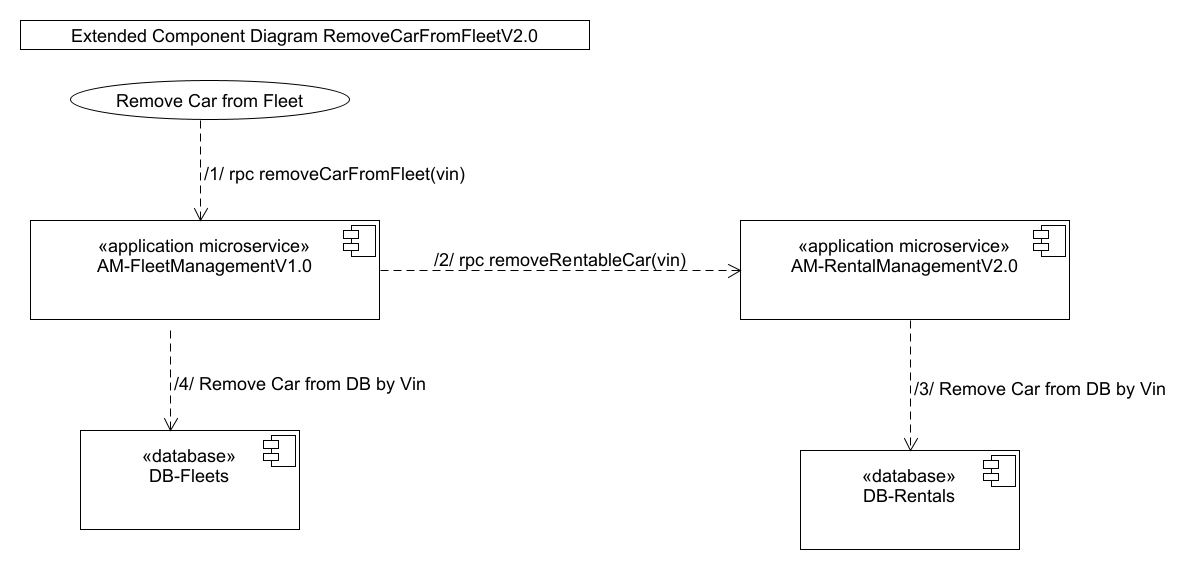 Extended Component Diagram RemoveCarFromFleetV2.0
Remove Car from Fleet
/1/ rpc removeCarFromFleet(vin)
«application microservice»
AM-FleetManagementV1.0
/2/ rpc removeRentableCar(vin)
«application microservice»
AM-RentalManagementV2.0
/4/ Remove Car from DB by Vin
/3/ Remove Car from DB by Vin
«database»
DB-Fleets
«database»
DB-Rentals